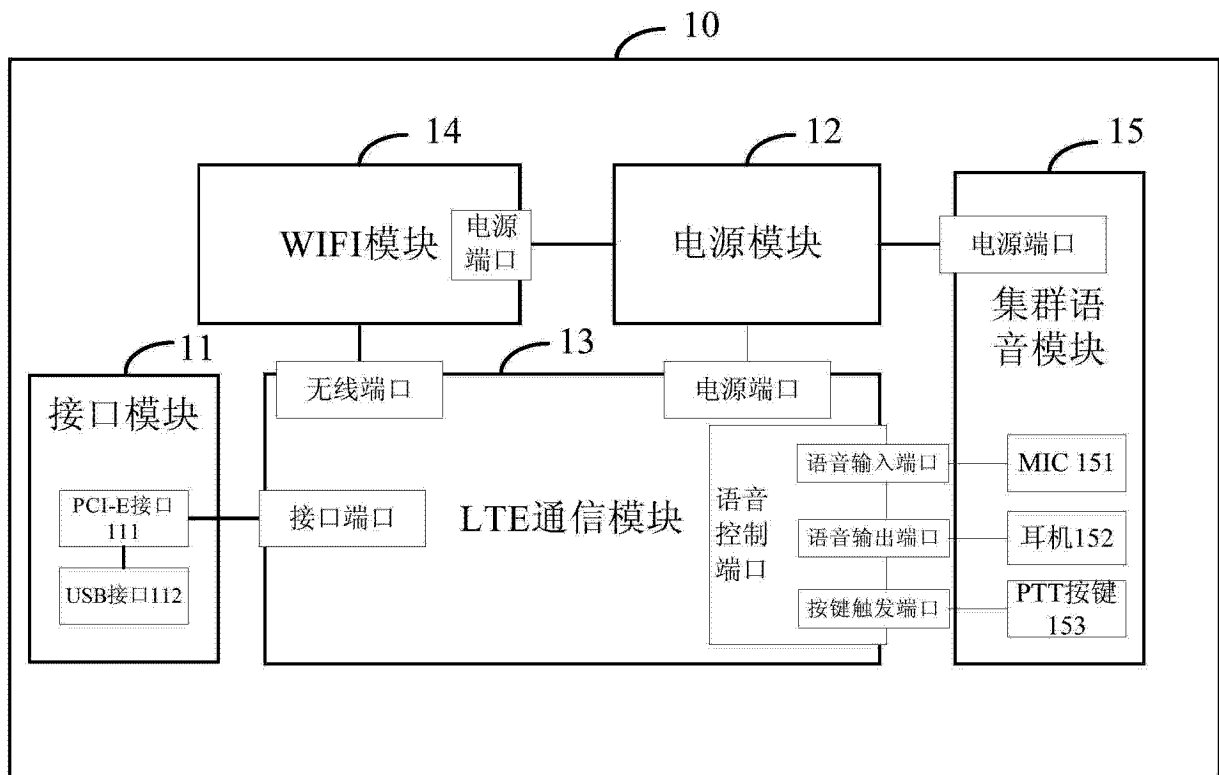 10
14
12
15
WIFI模块
电源
端口
电源模块
电源端口
集群语
音模块
11
13
接口模块
无线端口
电源端口
PCI-E接口
111
USB接口112
接口端口
LTE通信模块
语音
控制
端口
语音输入端口
语音输出端口
按键触发端口
MIC 151
耳机152
PTT按键
153